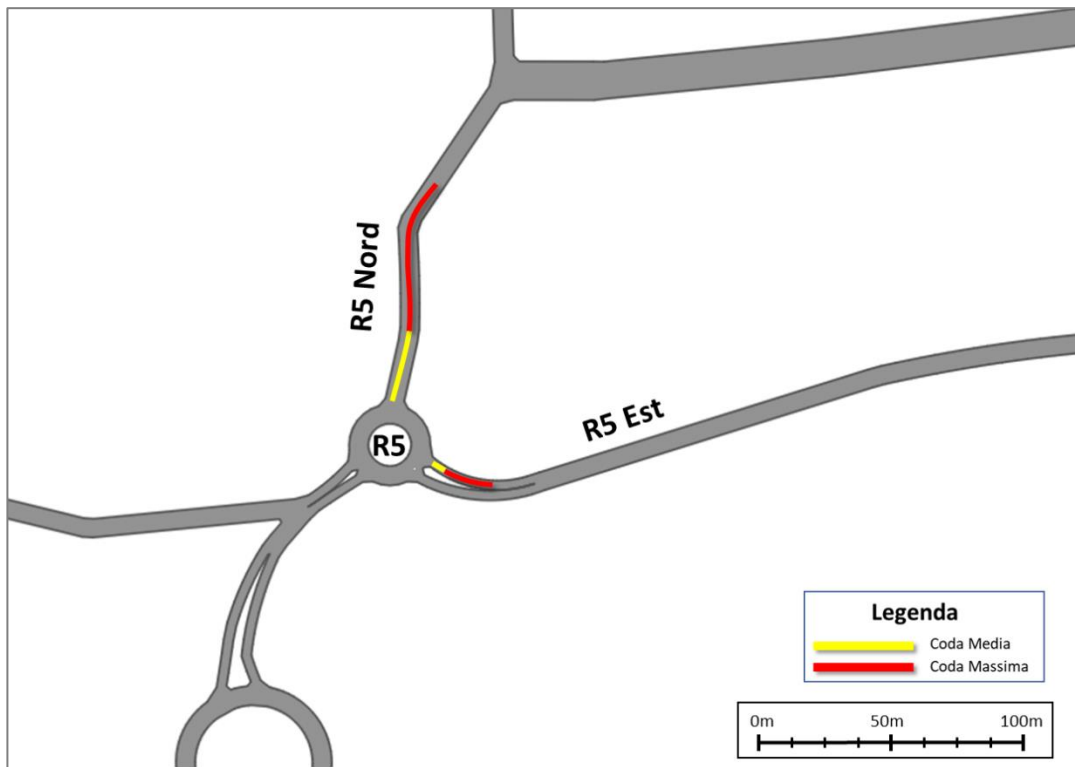 R5 Nord
R5
R5 Est
Legenda
Coda Media
Coda Massima
0m 50m 100m